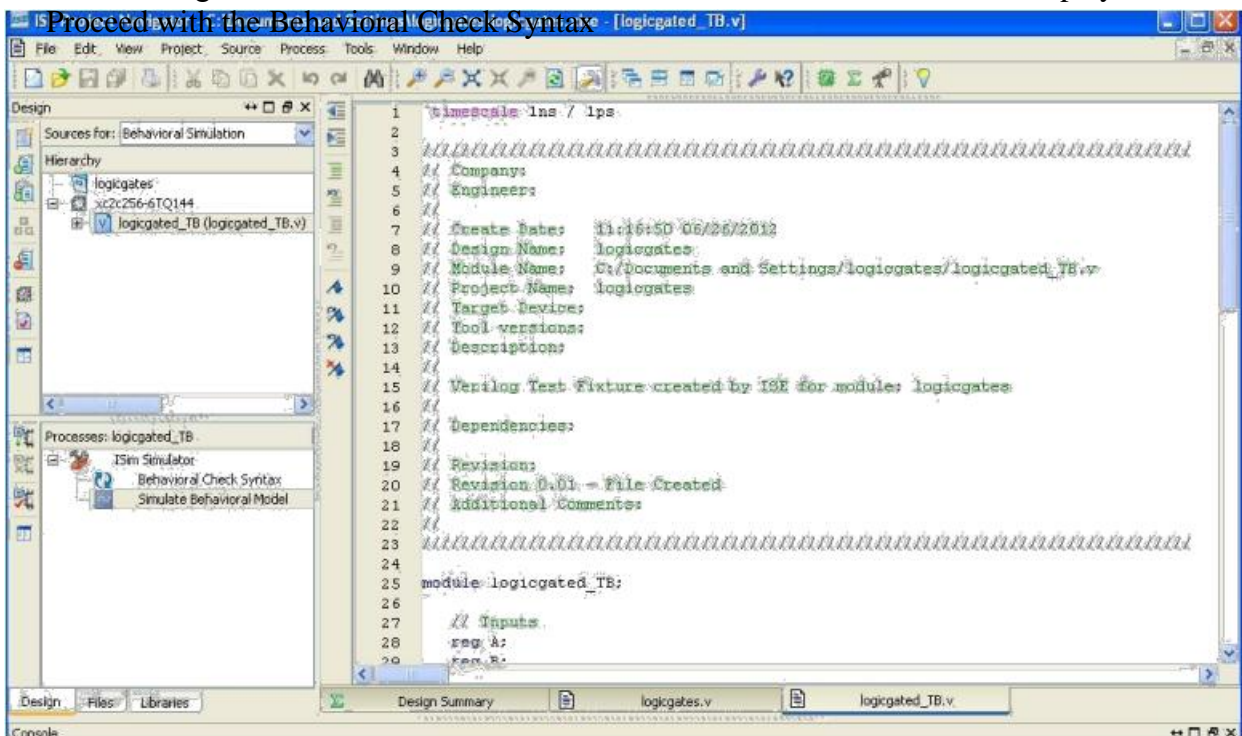 Proceed with the Behavioral Check Syntax
- [logicgated_TB.v]
File Edit View Project Source Process Tools Window Help
Design
Sources for: Behavioral Simulation
Hierarchy
logicgates
xc2c256-6TQ144
logicgated_TB (logicgated_TB.v)
Processes: logicgated_TB
ISim Simulator
Behavioral Check Syntax
Simulate Behavioral Model
1 `timescale 1ns / 1ps
2
3 ////////////////////////////////////////////////////////////////////////////////
4 // Company:
5 // Engineer:
6 //
7 // Create Date: 11:16:50 06/26/2012
8 // Design Name: logicgates
9 // Module Name: C:/Documents and Settings/logicgates/logicgated_TB.v
10 // Project Name: logicgates
11 // Target Device:
12 // Tool versions:
13 // Description:
14 //
15 // Verilog Test Fixture created by ISE for module: logicgates
16 //
17 // Dependencies:
18 //
19 // Revision:
20 // Revision 0.01 - File Created
21 // Additional Comments:
22 //
23 ////////////////////////////////////////////////////////////////////////////////
24
25 module logicgated_TB;
26
27 // Inputs
28 reg A;
29 reg B;
Design Files Libraries
Design Summary logicgates.v logicgated_TB.v
Console